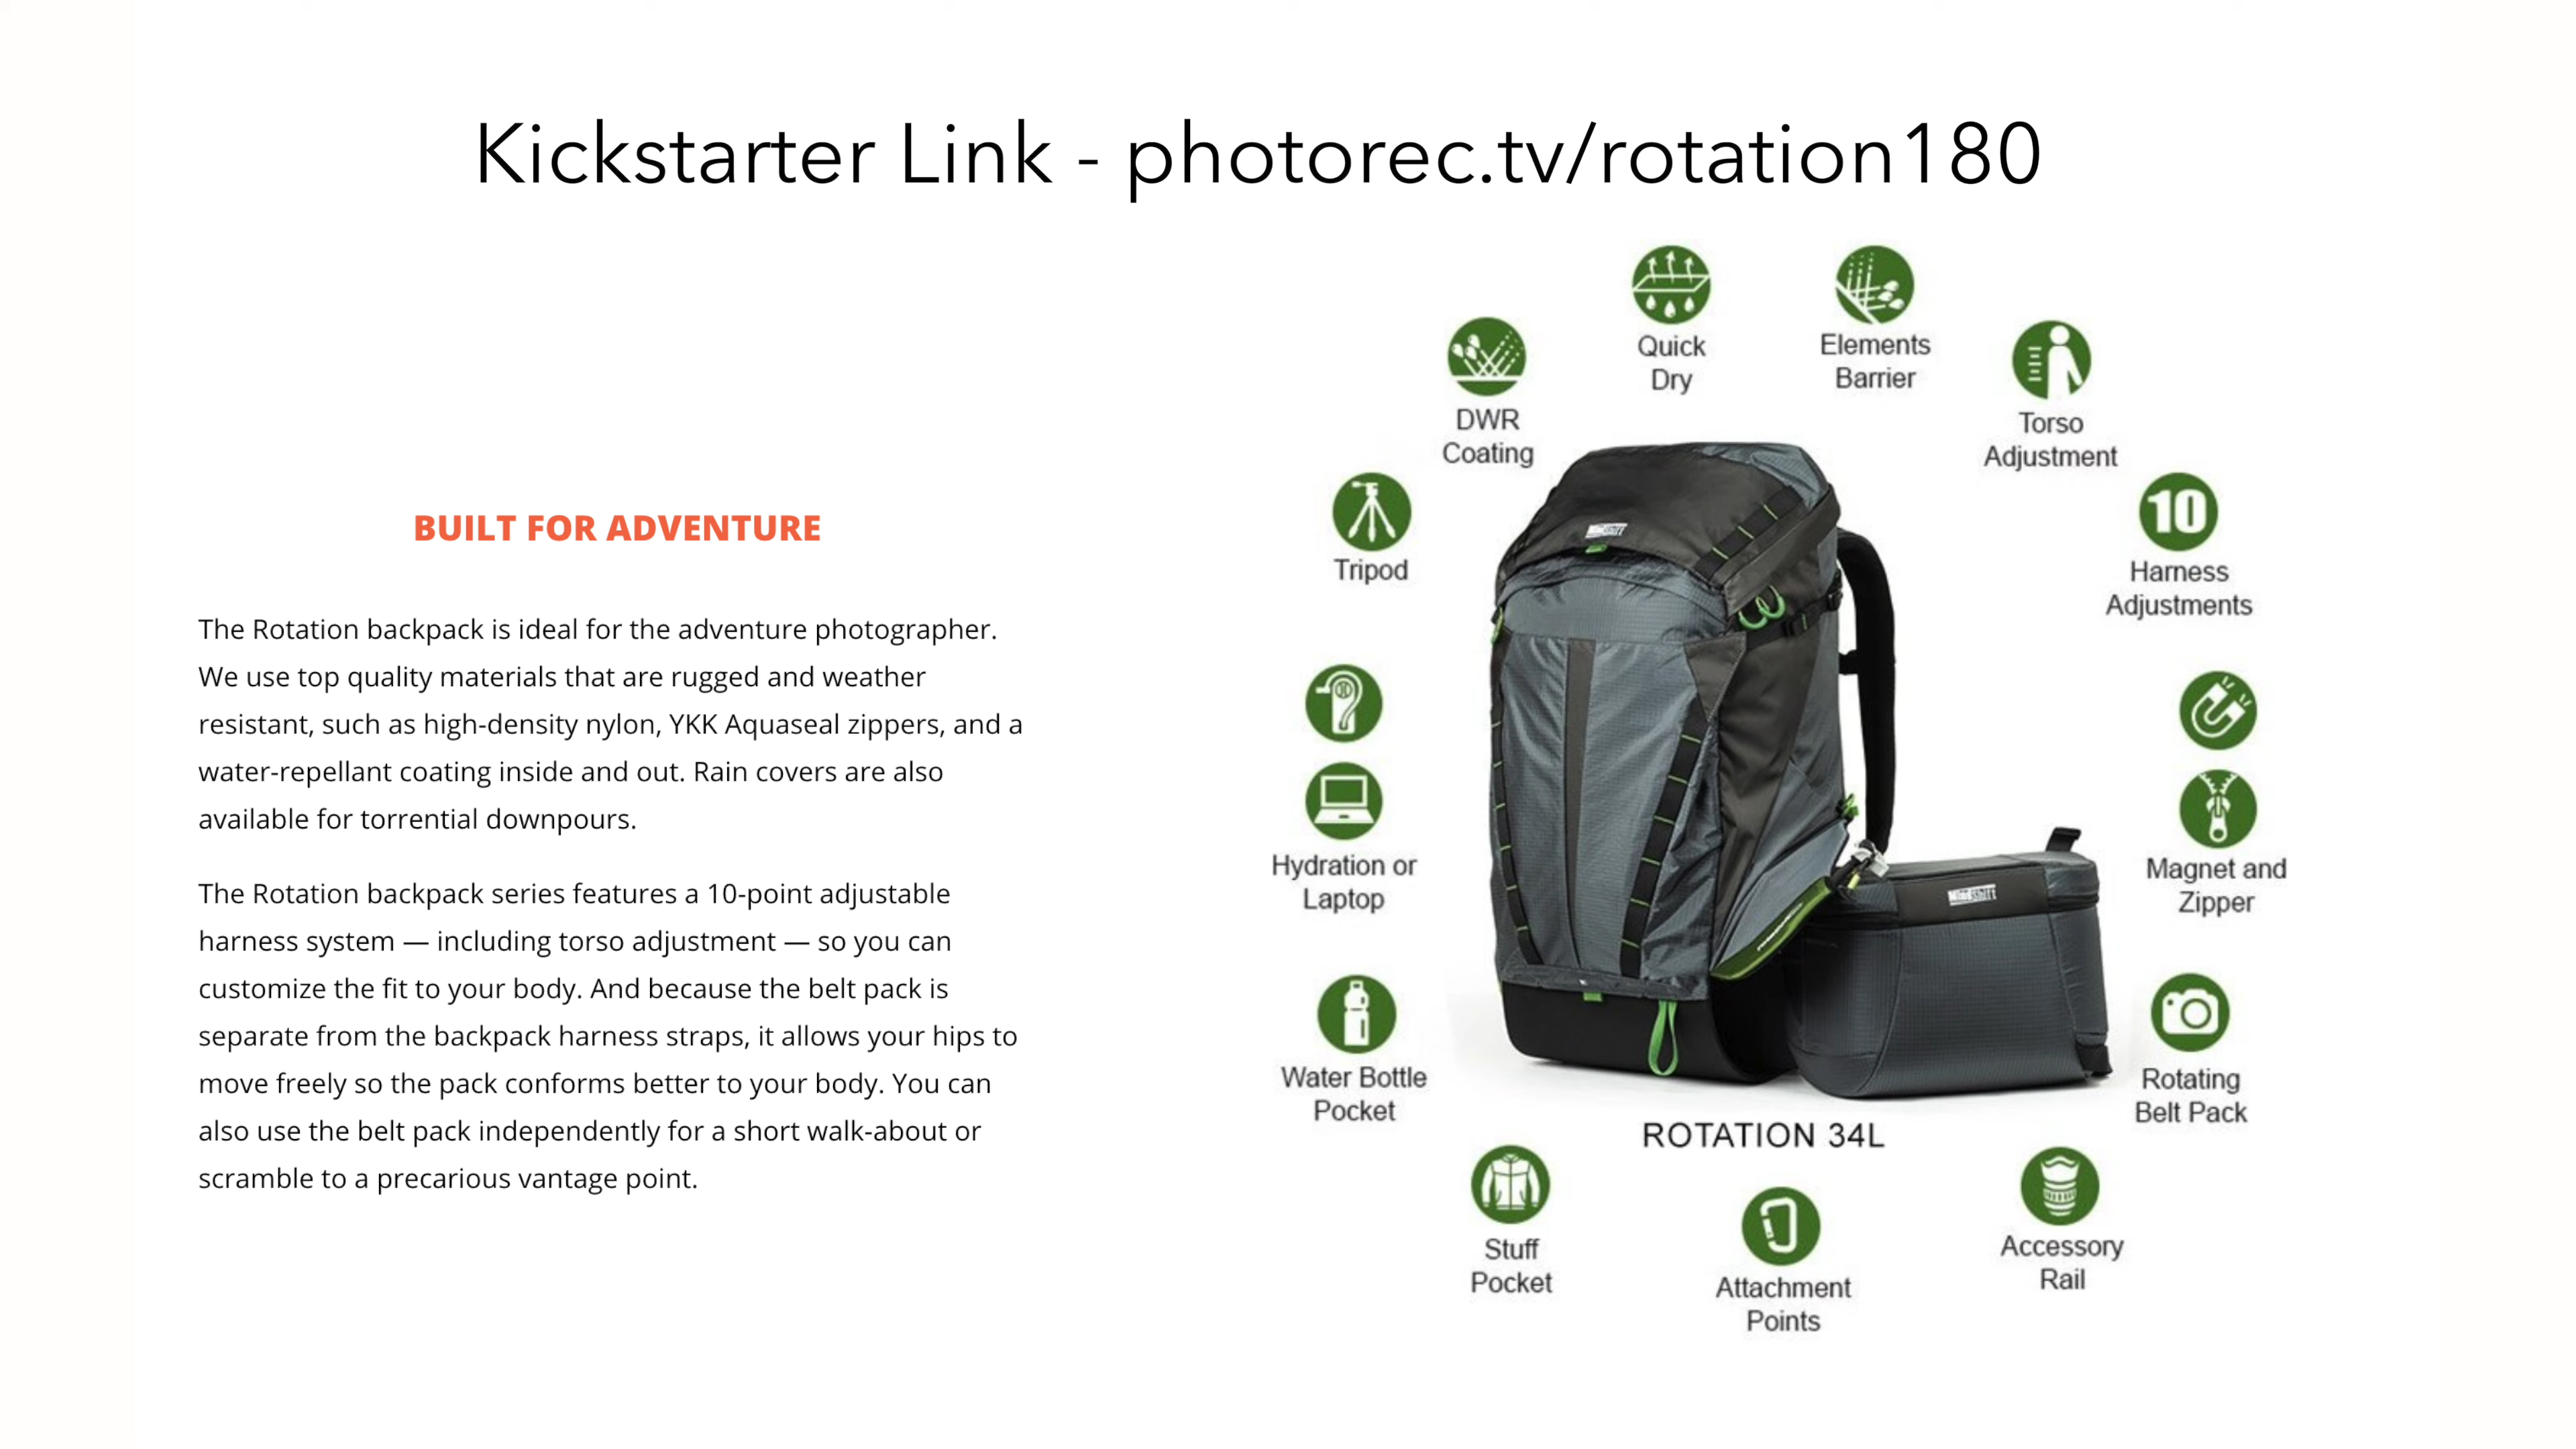 Kickstarter Link - photorec.tv/rotation180
BUILT FOR ADVENTURE
The Rotation backpack is ideal for the adventure photographer.
We use top quality materials that are rugged and weather
resistant, such as high-density nylon, YKK Aquaseal zippers, and a
water-repellant coating inside and out. Rain covers are also
available for torrential downpours.
The Rotation backpack series features a 10-point adjustable
harness system — including torso adjustment — so you can
customize the fit to your body. And because the belt pack is
separate from the backpack harness straps, it allows your hips to
move freely so the pack conforms better to your body. You can
also use the belt pack independently for a short walk-about or
scramble to a precarious vantage point.
Quick
Dry
Elements
Barrier
DWR
Coating
Torso
Adjustment
Tripod
10
Harness
Adjustments
Hydration or
Laptop
Magnet and
Zipper
Water Bottle
Pocket
Rotating
Belt Pack
ROTATION 34L
Stuff
Pocket
Attachment
Points
Accessory
Rail